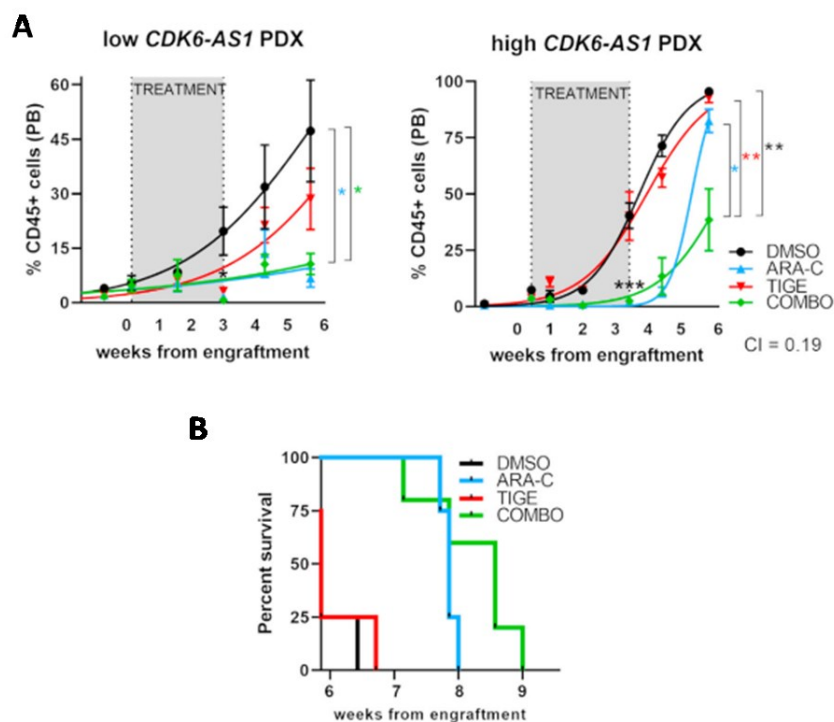 A
low CDK6-AS1 PDX
% CD45+ cells (PB)
60
45
30
15
0
TREATMENT
*
* *
0 1 2 3 4 5 6
weeks from engraftment
high CDK6-AS1 PDX
% CD45+ cells (PB)
100
75
50
25
0
TREATMENT
***
* ** **
0 1 2 3 4 5 6
weeks from engraftment
DMSO
ARA-C
TIGE
COMBO
CI = 0.19
B
Percent survival
100
75
50
25
0
DMSO
ARA-C
TIGE
COMBO
6 7 8 9
weeks from engraftment